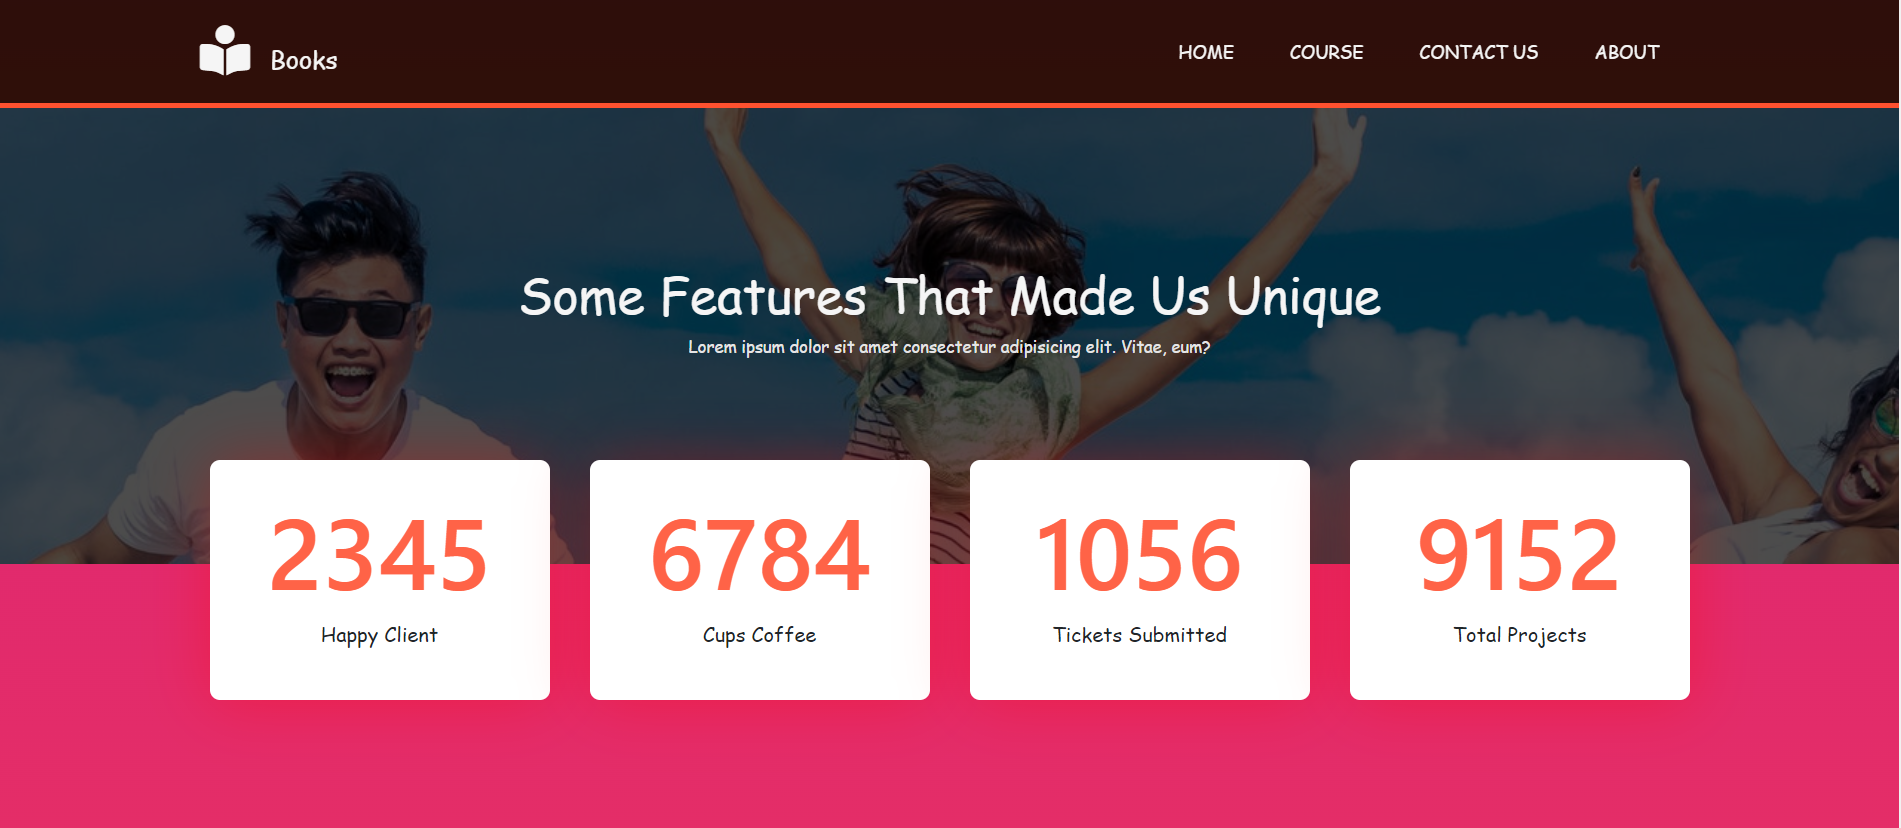 Books
HOME COURSE CONTACT US ABOUT
Some Features That Made Us Unique
Lorem ipsum dolor sit amet consectetur adipisicing elit. Vitae, eum?
2345 6784 1056 9152
Happy Client Cups Coffee Tickets Submitted Total Projects